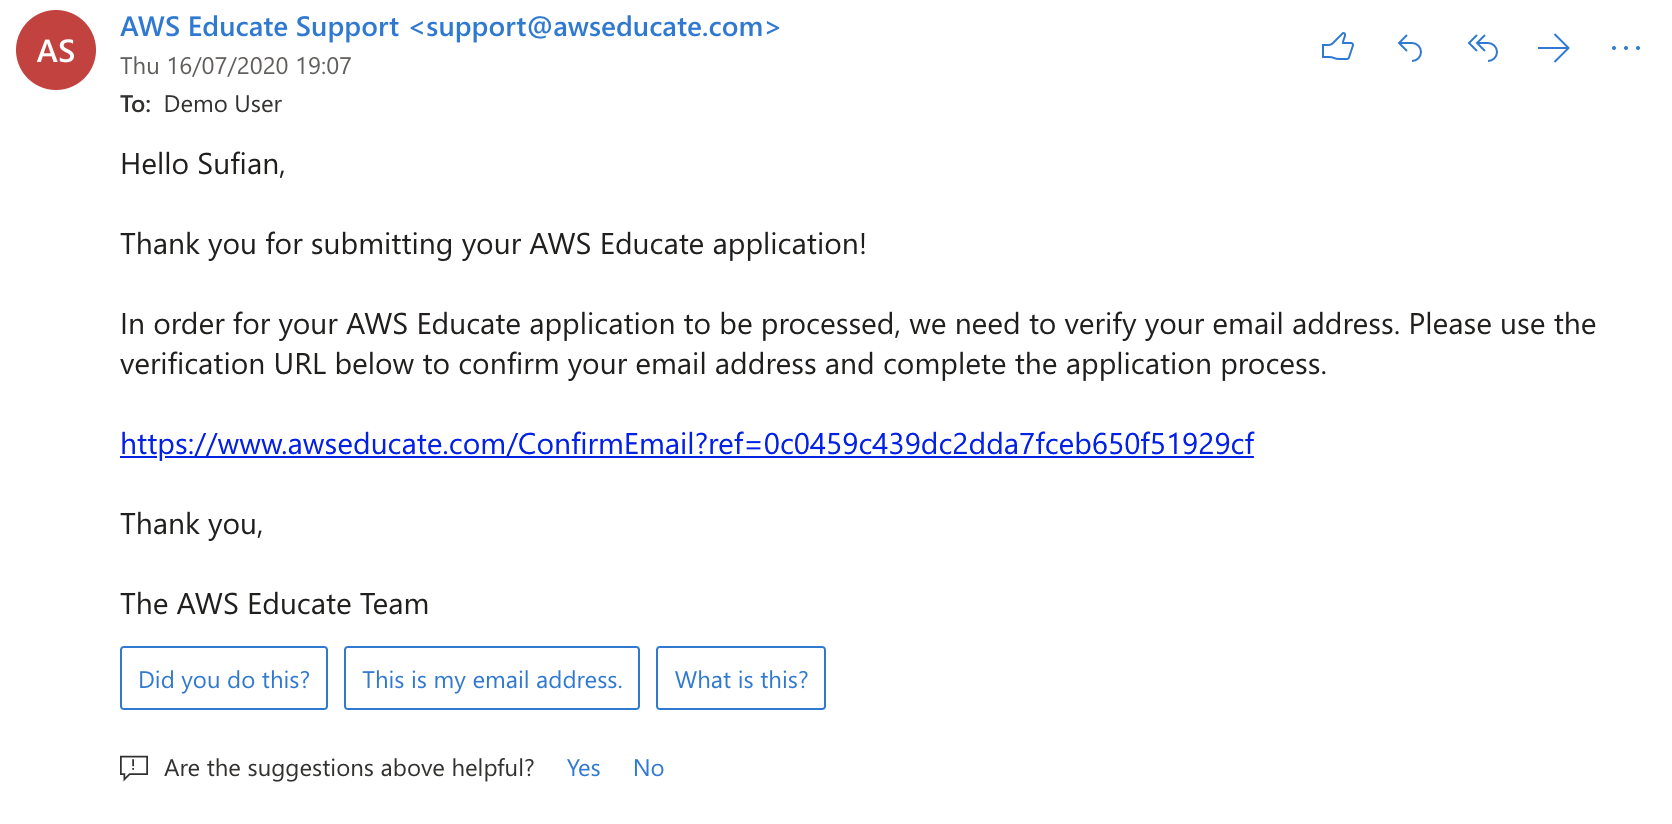 AS
AWS Educate Support <support@awseducate.com>
Thu 16/07/2020 19:07
To: Demo User
Hello Sufian,
Thank you for submitting your AWS Educate application!
In order for your AWS Educate application to be processed, we need to verify your email address. Please use the
verification URL below to confirm your email address and complete the application process.
https://www.awseducate.com/ConfirmEmail?ref=0c0459c439dc2dda7fceb650f51929cf
Thank you,
The AWS Educate Team
Did you do this? This is my email address. What is this?
Are the suggestions above helpful? Yes No